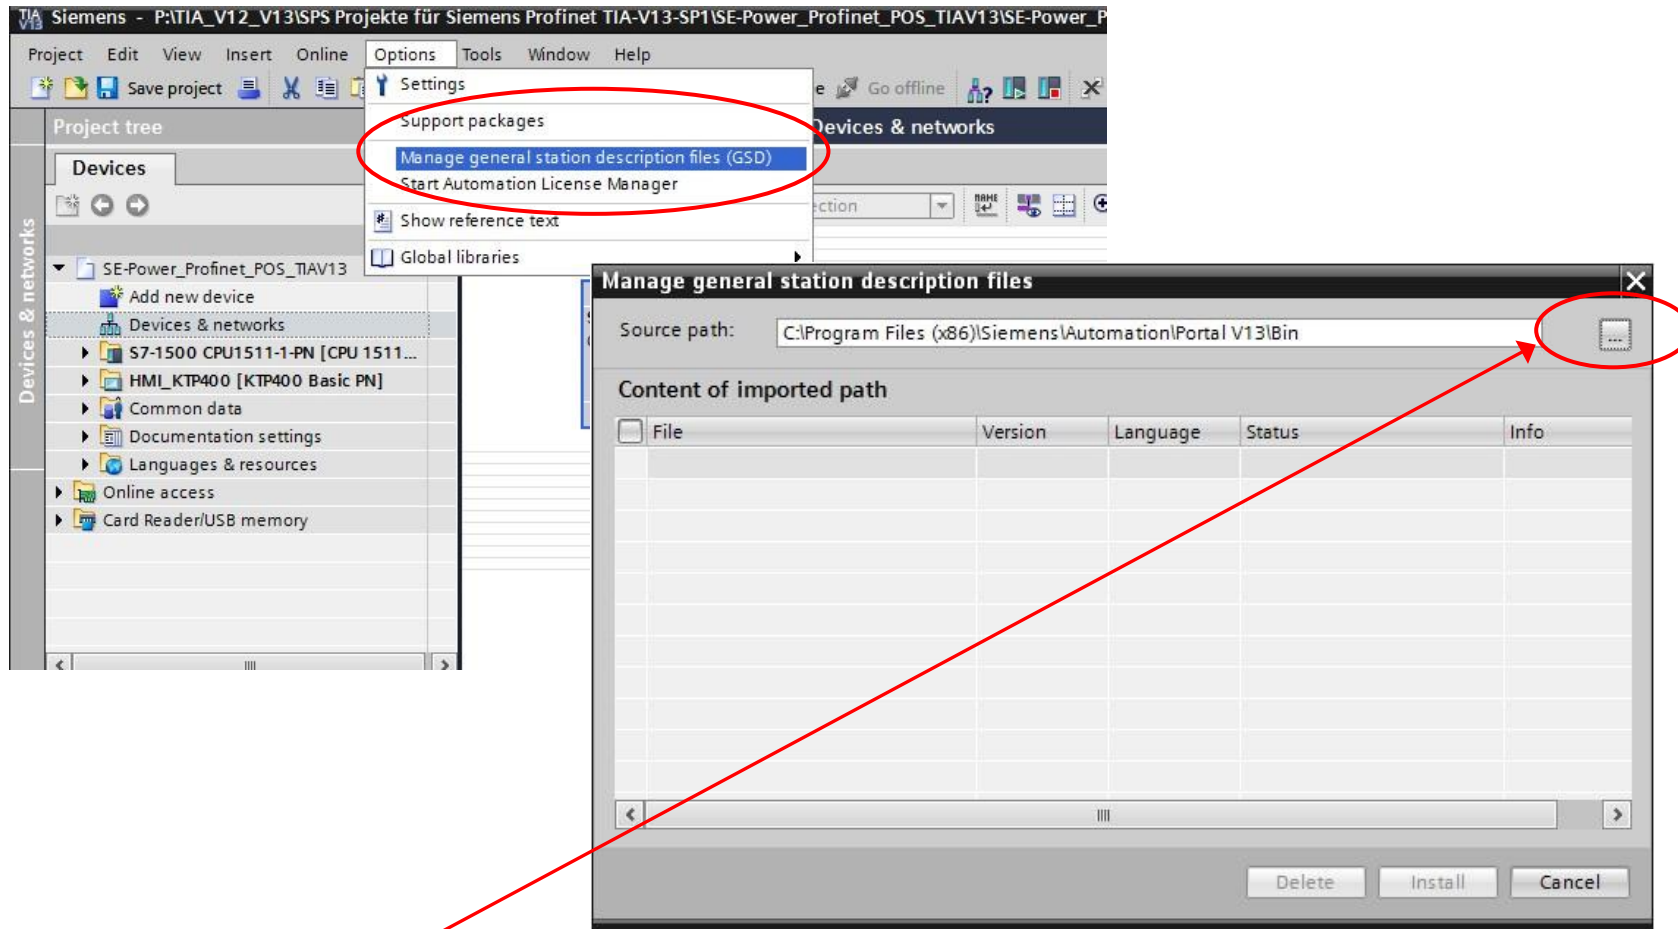 TIA V13 Siemens - P:\TIA_V12_V13\SPS Projekte für Siemens Profinet TIA-V13-SP1\SE-Power_Profinet_POS_TIAV13\SE-Power_P
Project Edit View Insert Online Options Tools Window Help
Save project
Go offline
Settings
Support packages
Manage general station description files (GSD)
Start Automation License Manager
Show reference text
Global libraries
Project tree
Devices & networks
Devices
Devices & networks
SE-Power_Profinet_POS_TIAV13
Add new device
Devices & networks
S7-1500 CPU1511-1-PN [CPU 1511...
HMI_KTP400 [KTP400 Basic PN]
Common data
Documentation settings
Languages & resources
Online access
Card Reader/USB memory
Manage general station description files
Source path: C:\Program Files (x86)\Siemens\Automation\Portal V13\Bin ...
Content of imported path
File Version Language Status Info
Delete Install Cancel